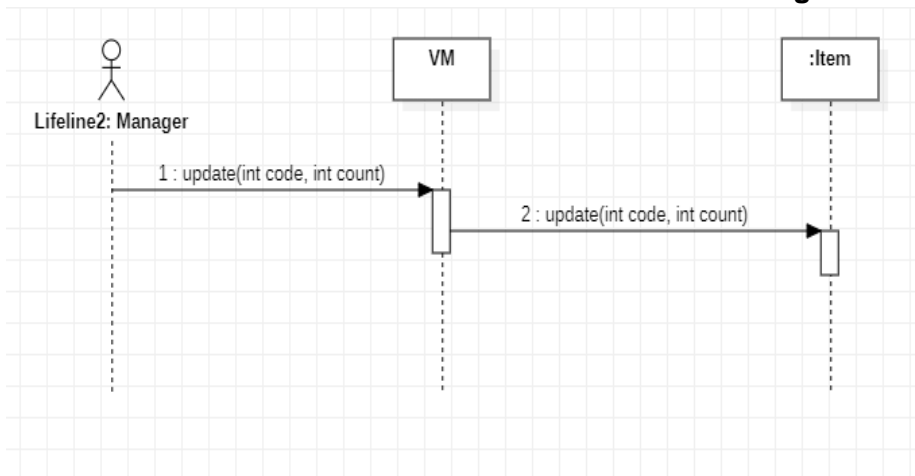 VM
:Item
Lifeline2: Manager
1 : update(int code, int count)
2 : update(int code, int count)